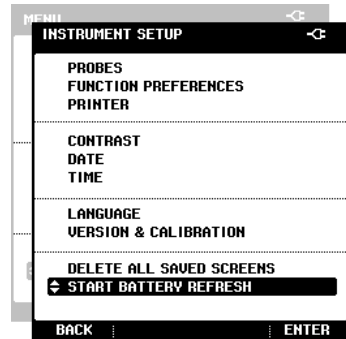 MENU
INSTRUMENT SETUP
PROBES
FUNCTION PREFERENCES
PRINTER
CONTRAST
DATE
TIME
LANGUAGE
VERSION & CALIBRATION
DELETE ALL SAVED SCREENS
START BATTERY REFRESH
BACK ENTER